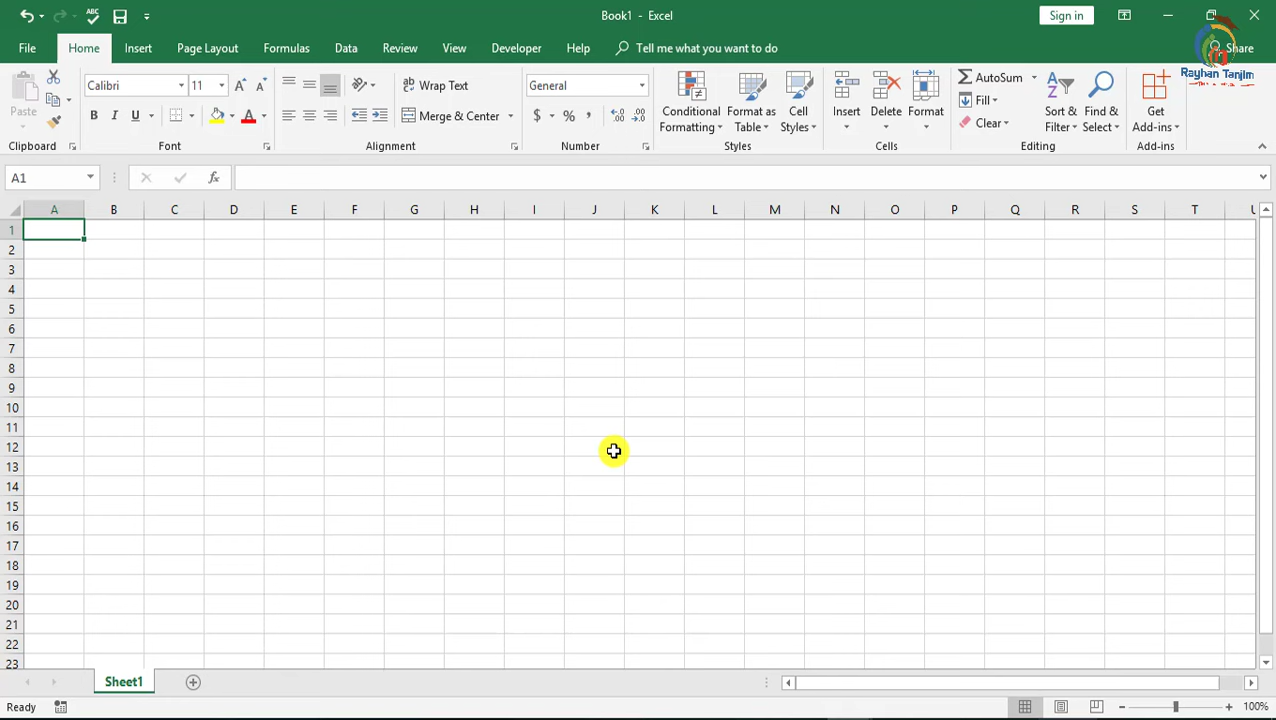 ABC
Book1 - Excel
Sign in
File Home Insert Page Layout Formulas Data Review View Developer Help Tell me what you want to do Share
Rayhan Tanjim
Paste
Calibri 11
B I U A
ab
Wrap Text
Merge & Center
General
$ % ,
Conditional Formatting
Format as Table
Cell Styles
Insert Delete Format
AutoSum
Fill
Clear
Sort & Filter
Find & Select
Get Add-ins
Clipboard Font Alignment Number Styles Cells Editing Add-ins
A1 fx
A B C D E F G H I J K L M N O P Q R S T U
1
2
3
4
5
6
7
8
9
10
11
12
13
14
15
16
17
18
19
20
21
22
23
Sheet1
Ready 100%